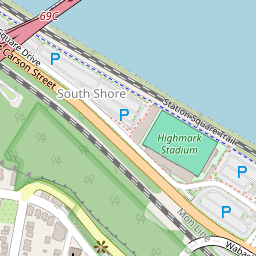 69C
Square Drive
Carson Street
P
South Shore
P
Station Square Trail
Highmark
Stadium
P
P
Mon Line
Wabas